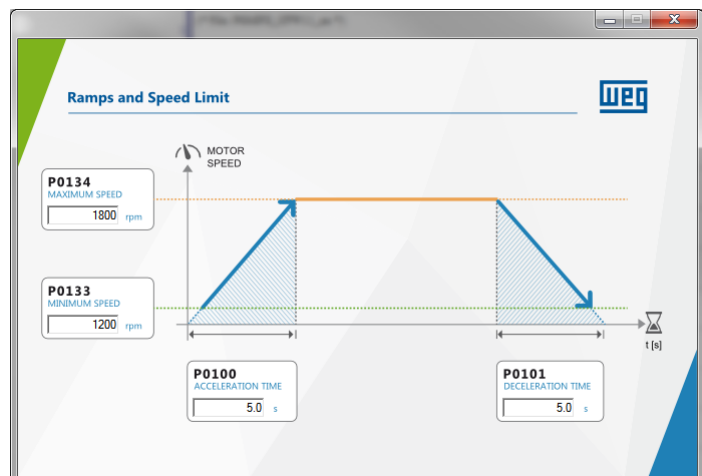 Ramps and Speed Limit
weg
MOTOR
SPEED
P0134
MAXIMUM SPEED
1800 rpm
P0133
MINIMUM SPEED
1200 rpm
t [s]
P0100
ACCELERATION TIME
5.0 s
P0101
DECELERATION TIME
5.0 s